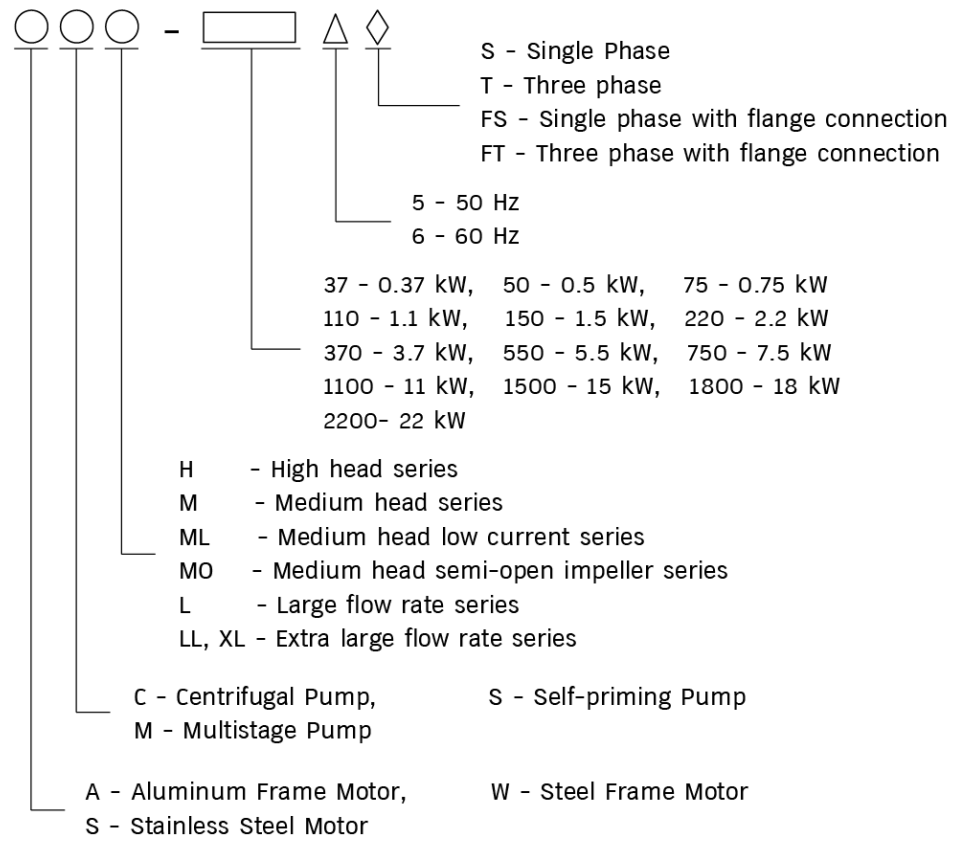 -
S - Single Phase
T - Three phase
FS - Single phase with flange connection
FT - Three phase with flange connection
5 - 50 Hz
6 - 60 Hz
37 - 0.37 kW, 50 - 0.5 kW, 75 - 0.75 kW
110 - 1.1 kW, 150 - 1.5 kW, 220 - 2.2 kW
370 - 3.7 kW, 550 - 5.5 kW, 750 - 7.5 kW
1100 - 11 kW, 1500 - 15 kW, 1800 - 18 kW
2200- 22 kW
H - High head series
M - Medium head series
ML - Medium head low current series
MO - Medium head semi-open impeller series
L - Large flow rate series
LL, XL - Extra large flow rate series
C - Centrifugal Pump, S - Self-priming Pump
M - Multistage Pump
A - Aluminum Frame Motor, W - Steel Frame Motor
S - Stainless Steel Motor